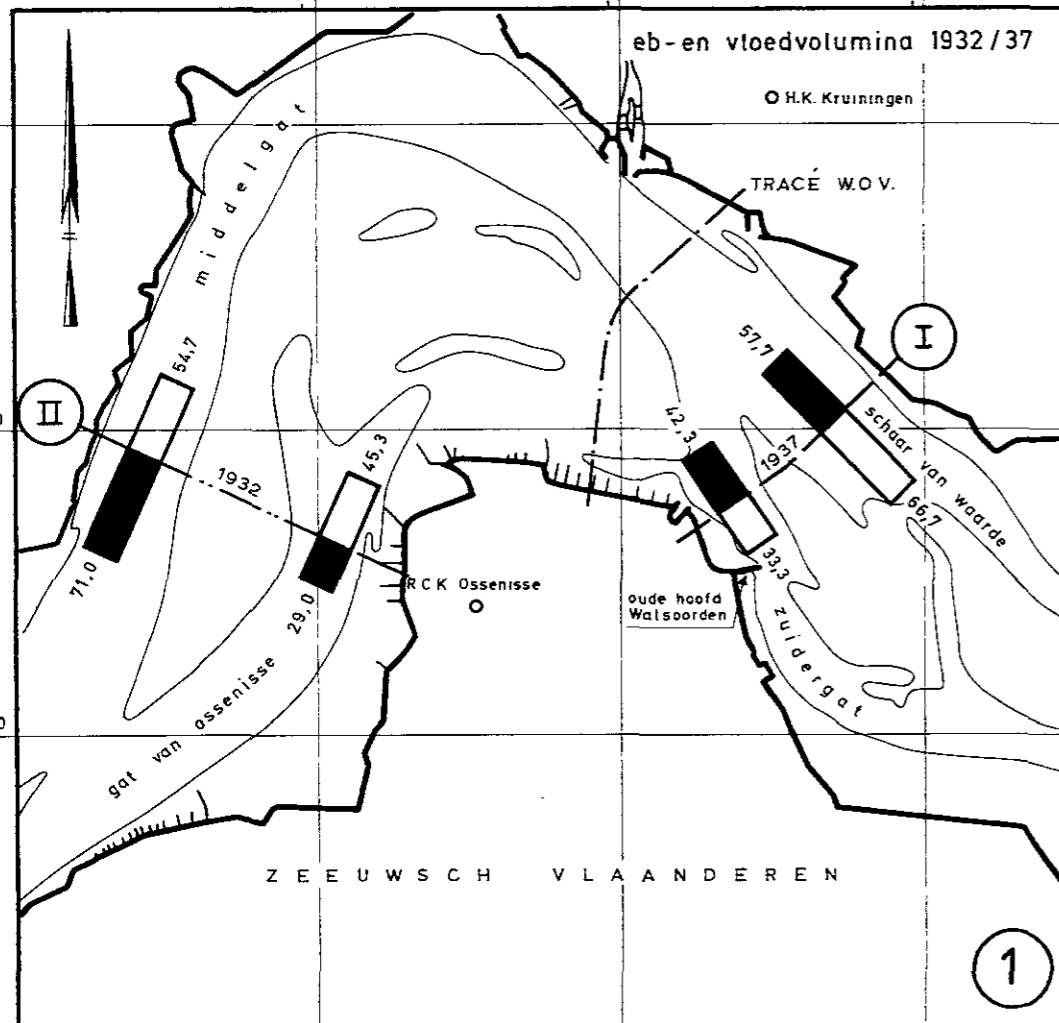 eb-en vloedvolumina 1932/37
H.K. Kruiningen
TRACÉ W.O.V.
middelgat
I
57,7
54,7
II
42,3
schaar van waarde
45,3
1937
1932
66,7
71,0
33,3
R C K Ossenisse
29,0
oude hoofd
Walsoorden
zuidergat
gat van ossenisse
ZEEUWSCH VLAANDEREN
1